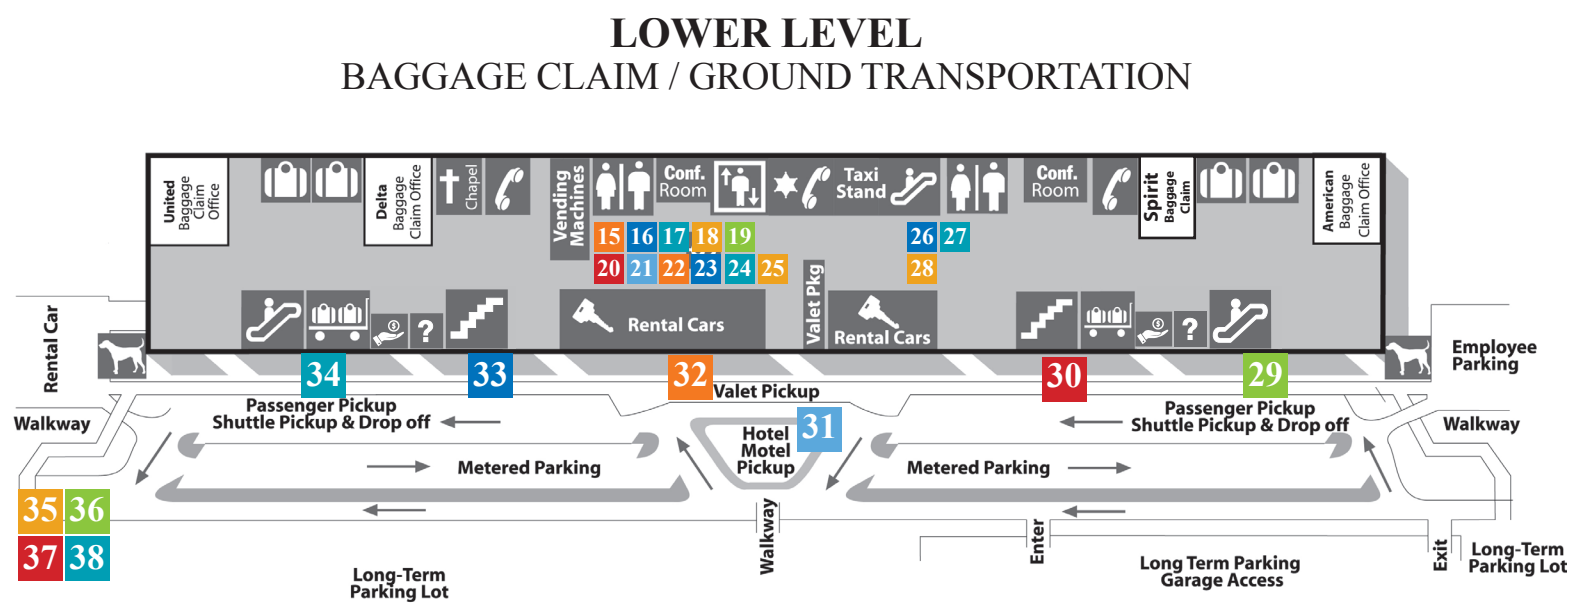 LOWER LEVEL
BAGGAGE CLAIM / GROUND TRANSPORTATION
United
Baggage
Claim
Office
Delta
Baggage
Claim Office
Chapel
Vending
Machines
Conf.
Room
Taxi
Stand
Conf.
Room
Spirit
Baggage
Claim
American
Baggage
Claim Office
15 16 17 18 19
20 21 22 23 24 25
26 27
28
$
?
Rental Cars
Valet Pkg
Rental Cars
$
?
Rental Car
Employee
Parking
34
33
32
30
29
Valet Pickup
Walkway
Passenger Pickup
Shuttle Pickup & Drop off
Hotel
Motel
Pickup
31
Passenger Pickup
Shuttle Pickup & Drop off
Walkway
Metered Parking
Metered Parking
35 36
37 38
Walkway
Enter
Exit
Long-Term
Parking Lot
Long Term Parking
Garage Access
Long-Term
Parking Lot